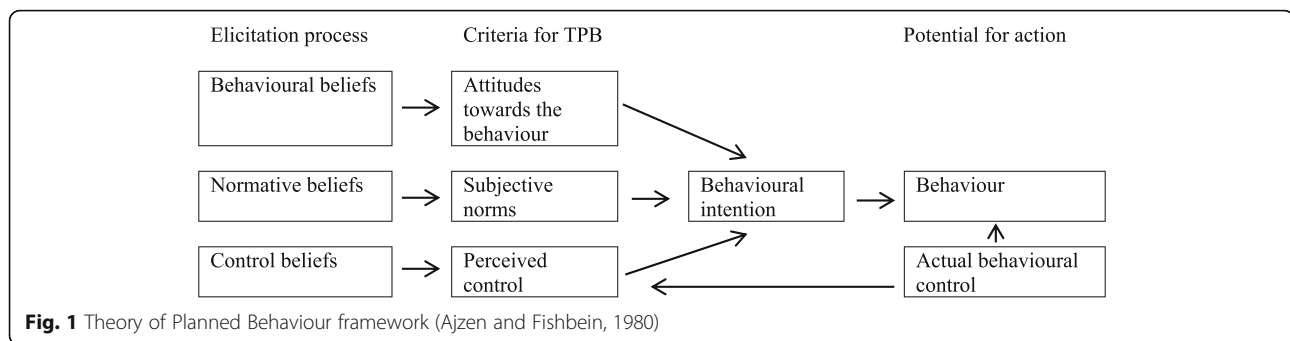 Elicitation process
Criteria for TPB
Potential for action
Behavioural beliefs
Attitudes
towards the
behaviour
Normative beliefs
Subjective
norms
Behavioural
intention
Behaviour
Control beliefs
Perceived
control
Actual behavioural
control
Fig. 1 Theory of Planned Behaviour framework (Ajzen and Fishbein, 1980)